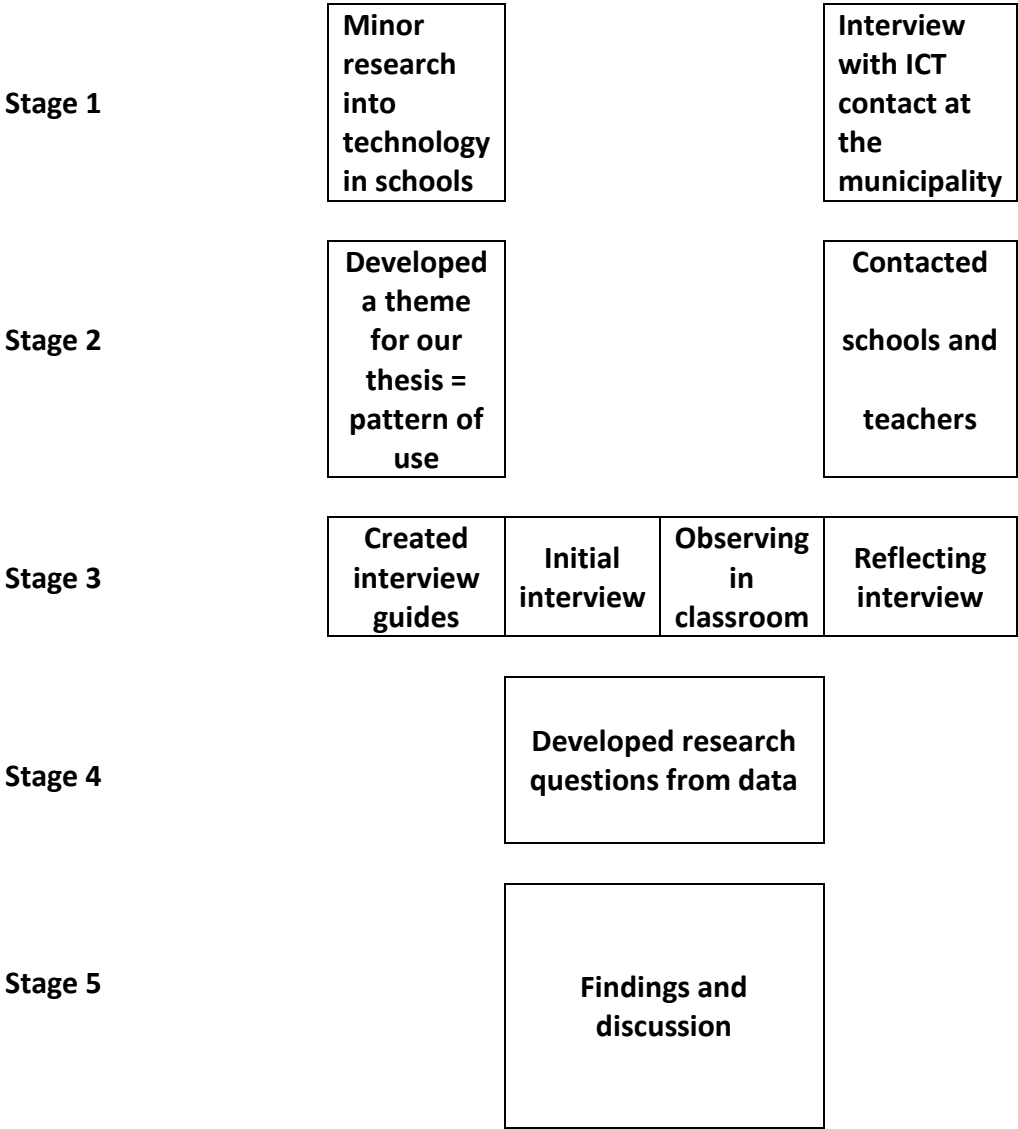 Stage 1
Minor
research
into
technology
in schools
Interview
with ICT
contact at
the
municipality
Stage 2
Developed
a theme
for our
thesis =
pattern of
use
Contacted
schools and
teachers
Stage 3
Created
interview
guides
Initial
interview
Observing
in
classroom
Reflecting
interview
Stage 4
Developed research
questions from data
Stage 5
Findings and
discussion